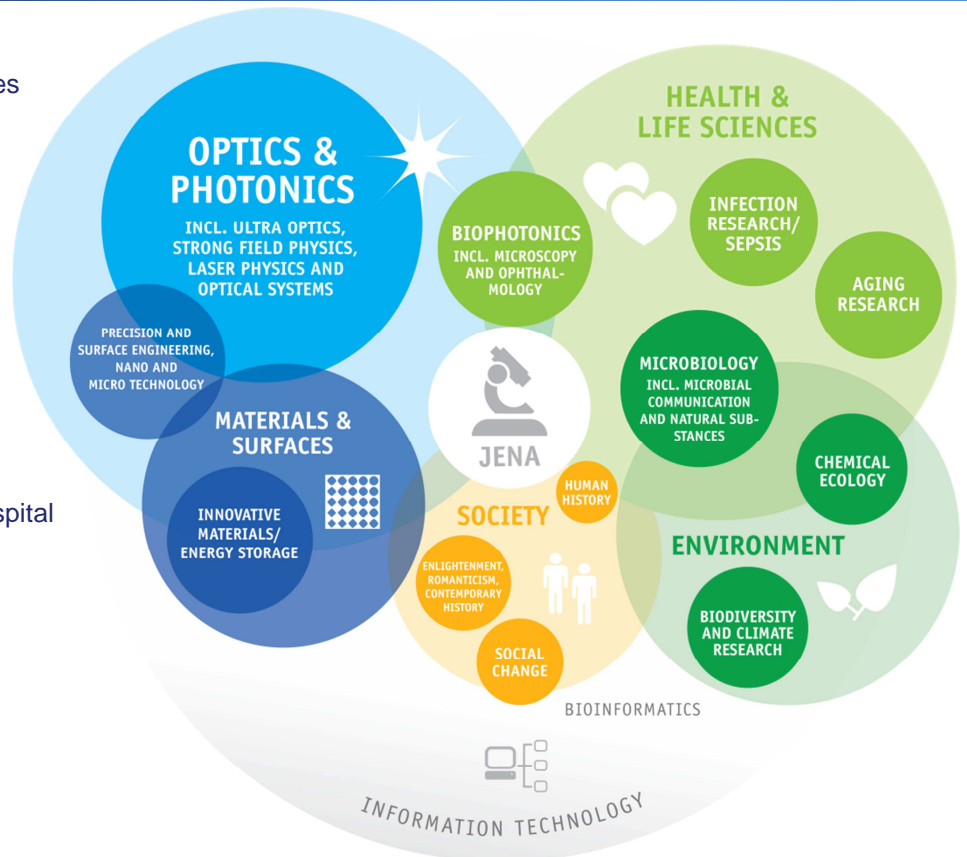 OPTICS &
PHOTONICS
INCL. ULTRA OPTICS,
STRONG FIELD PHYSICS,
LASER PHYSICS AND
OPTICAL SYSTEMS
PRECISION AND
SURFACE ENGINEERING,
NANO AND
MICRO TECHNOLOGY
MATERIALS &
SURFACES
INNOVATIVE
MATERIALS/
ENERGY STORAGE
BIOPHOTONICS
INCL. MICROSCOPY
AND OPHTHAL-
MOLOGY
JENA
HEALTH &
LIFE SCIENCES
INFECTION
RESEARCH/
SEPSIS
AGING
RESEARCH
MICROBIOLOGY
INCL. MICROBIAL
COMMUNICATION
AND NATURAL SUB-
STANCES
CHEMICAL
ECOLOGY
ENVIRONMENT
BIODIVERSITY
AND CLIMATE
RESEARCH
SOCIETY
HUMAN
HISTORY
ENLIGHTENMENT,
ROMANTICISM,
CONTEMPORARY
HISTORY
SOCIAL
CHANGE
BIOINFORMATICS
INFORMATION TECHNOLOGY